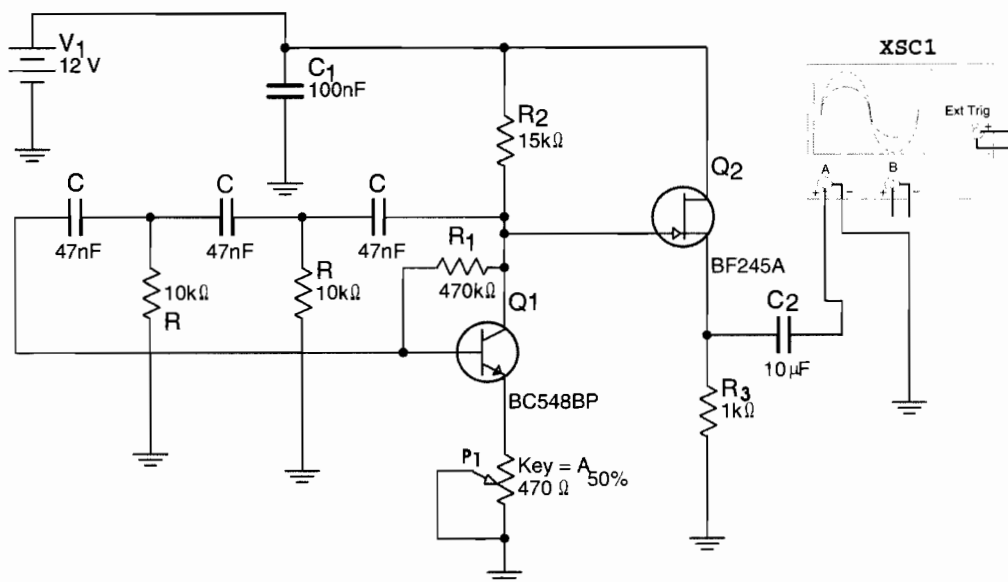 XSC1
V1
12 V
C1
100nF
Ext Trig
+
-
A
B
+ - + -
R2
15kΩ
Q2
C
47nF
C
47nF
C
47nF
R1
470kΩ
BF245A
10kΩ
R
R
10kΩ
Q1
C2
10µF
BC548BP
R3
1kΩ
P1
Key = A
50%
470 Ω